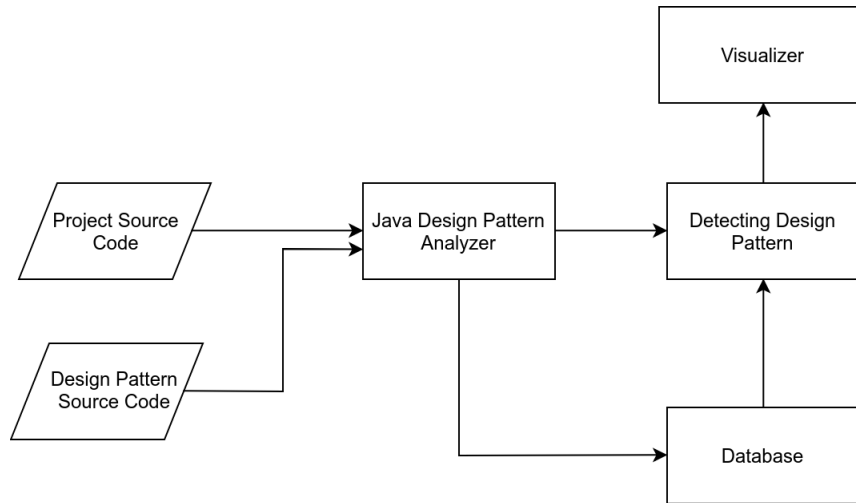 Visualizer
Project Source
Code
Java Design Pattern
Analyzer
Detecting Design
Pattern
Design Pattern
Source Code
Database